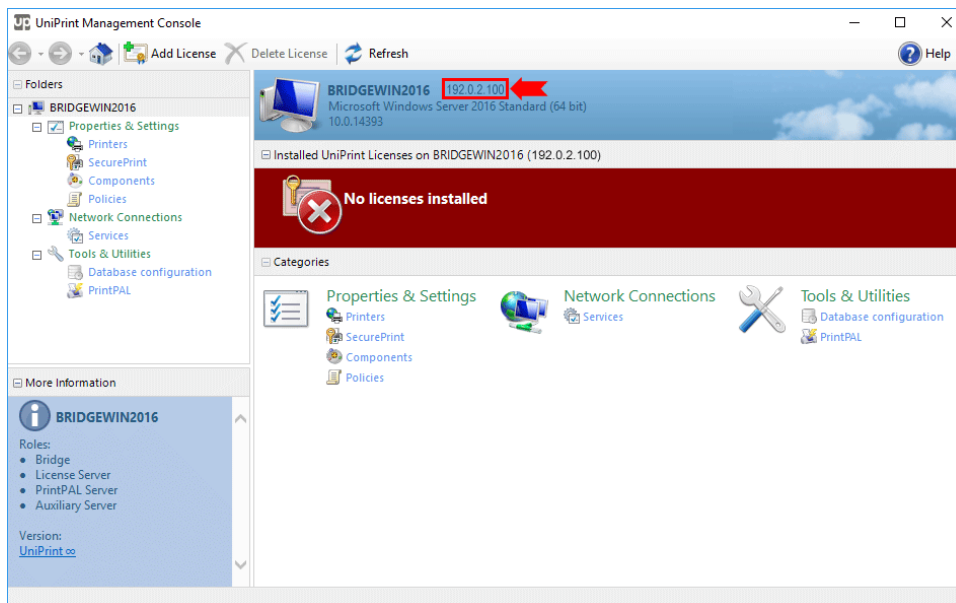 UniPrint Management Console
Add License Delete License Refresh Help
Folders
BRIDGEWIN2016
Properties & Settings
Printers
SecurePrint
Components
Policies
Network Connections
Services
Tools & Utilities
Database configuration
PrintPAL
More Information
BRIDGEWIN2016
Roles:
Bridge
License Server
PrintPAL Server
Auxiliary Server
Version:
UniPrint ∞
BRIDGEWIN2016 192.0.2.100
Microsoft Windows Server 2016 Standard (64 bit)
10.0.14393
Installed UniPrint Licenses on BRIDGEWIN2016 (192.0.2.100)
No licenses installed
Categories
Properties & Settings
Printers
SecurePrint
Components
Policies
Network Connections
Services
Tools & Utilities
Database configuration
PrintPAL